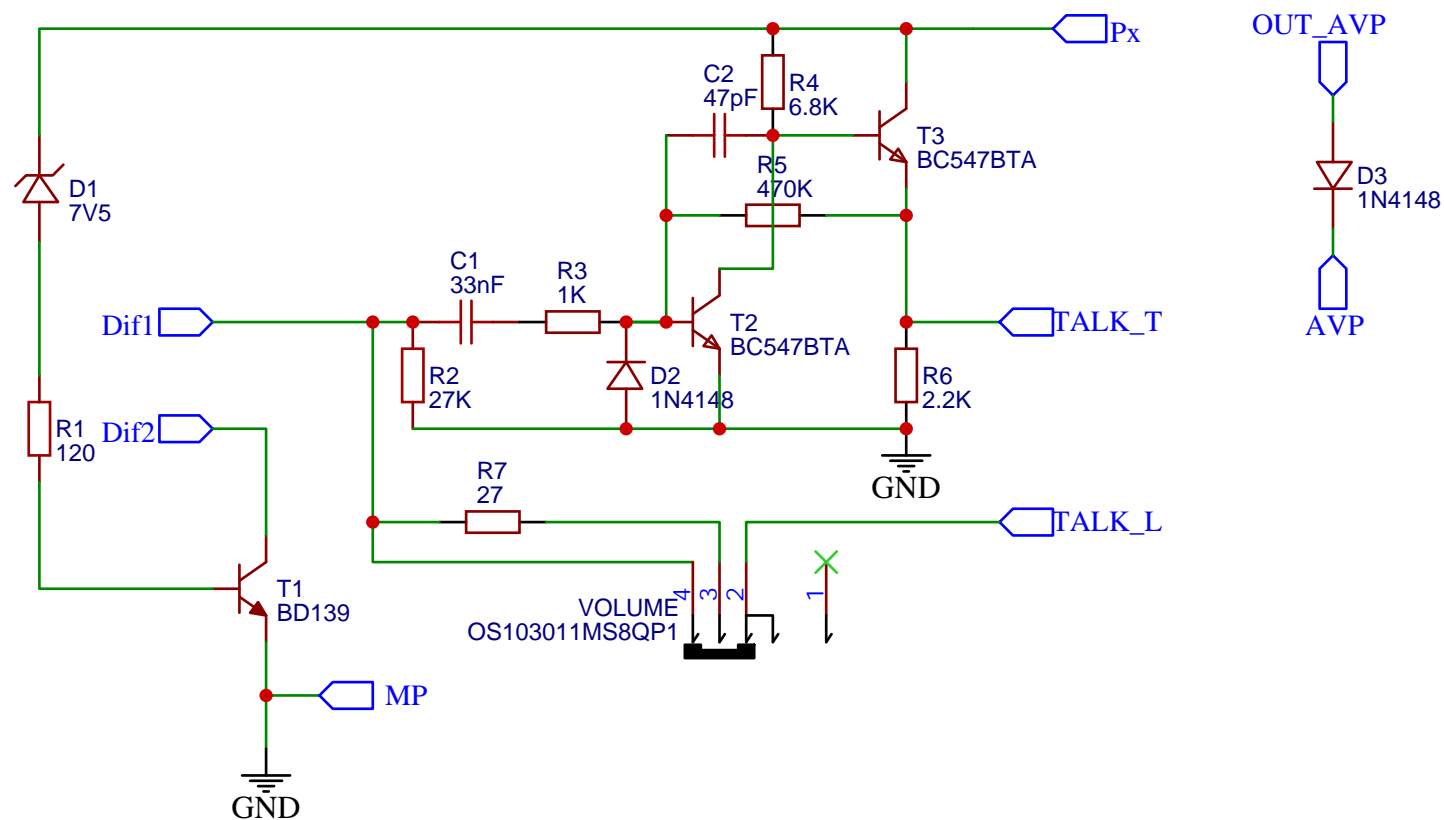 OUT_AVP
Px
C2
47pF
R4
6.8K
T3
BC547BTA
R5
470K
D3
1N4148
D1
7V5
C1
33nF
R3
1K
Dif1
T2
BC547BTA
TALK_T
AVP
R2
27K
D2
1N4148
R6
2.2K
R1
120
Dif2
GND
R7
27
TALK_L
4
3
2
1
T1
BD139
VOLUME
OS103011MS8QP1
MP
GND